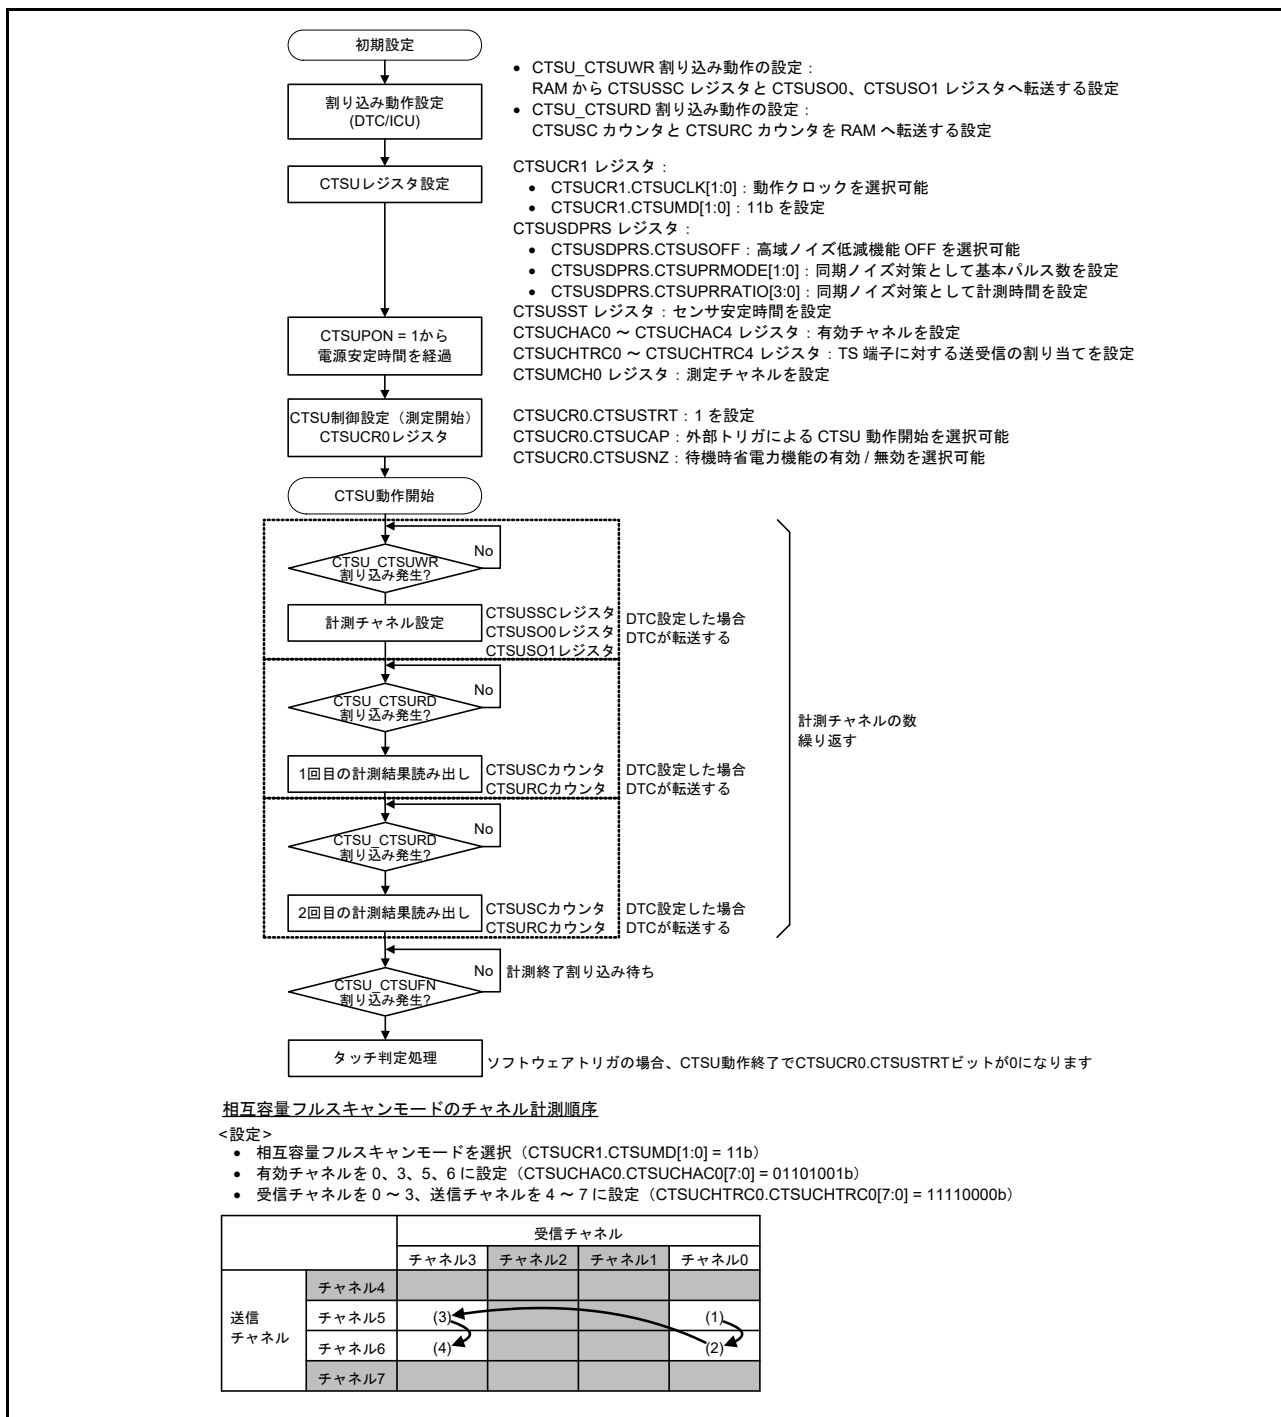 初期設定
割り込み動作設定
(DTC/ICU)
• CTSU_CTSUWR 割り込み動作の設定：
RAM から CTSUSSC レジスタと CTSUSO0、CTSUSO1 レジスタへ転送する設定
• CTSU_CTSURD 割り込み動作の設定：
CTSUSC カウンタと CTSURC カウンタを RAM へ転送する設定
CTSUレジスタ設定
CTSUCR1 レジスタ：
• CTSUCR1.CTSUCLK[1:0]：動作クロックを選択可能
• CTSUCR1.CTSUMD[1:0]：11b を設定
CTSUSDPRS レジスタ：
• CTSUSDPRS.CTSUSOFF：高域ノイズ低減機能 OFF を選択可能
• CTSUSDPRS.CTSUPRMODE[1:0]：同期ノイズ対策として基本パルス数を設定
• CTSUSDPRS.CTSUPRRATIO[3:0]：同期ノイズ対策として計測時間を設定
CTSUSST レジスタ：センサ安定時間を設定
CTSUCHAC0 ～ CTSUCHAC4 レジスタ：有効チャネルを設定
CTSUCHTRC0 ～ CTSUCHTRC4 レジスタ：TS 端子に対する送受信の割り当てを設定
CTSUMCH0 レジスタ：測定チャネルを設定
CTSUPON = 1から
電源安定時間を経過
CTSU制御設定（測定開始）
CTSUCR0レジスタ
CTSUCR0.CTSUSTRT：1 を設定
CTSUCR0.CTSUCAP：外部トリガによる CTSU 動作開始を選択可能
CTSUCR0.CTSUSNZ：待機時省電力機能の有効 / 無効を選択可能
CTSU動作開始
No
CTSU_CTSUWR
割り込み発生?
計測チャネル設定
CTSUSSCレジスタ
CTSUSO0レジスタ
CTSUSO1レジスタ
DTC設定した場合
DTCが転送する
No
CTSU_CTSURD
割り込み発生?
計測チャネルの数
繰り返す
1回目の計測結果読み出し
CTSUSCカウンタ
CTSURCカウンタ
DTC設定した場合
DTCが転送する
No
CTSU_CTSURD
割り込み発生?
2回目の計測結果読み出し
CTSUSCカウンタ
CTSURCカウンタ
DTC設定した場合
DTCが転送する
No
計測終了割り込み待ち
CTSU_CTSUFN
割り込み発生?
タッチ判定処理
ソフトウェアトリガの場合、CTSU動作終了でCTSUCR0.CTSUSTRTビットが0になります
相互容量フルスキャンモードのチャネル計測順序
<設定>
• 相互容量フルスキャンモードを選択（CTSUCR1.CTSUMD[1:0] = 11b）
• 有効チャネルを 0、3、5、6 に設定（CTSUCHAC0.CTSUCHAC0[7:0] = 01101001b）
• 受信チャネルを 0 ～ 3、送信チャネルを 4 ～ 7 に設定（CTSUCHTRC0.CTSUCHTRC0[7:0] = 11110000b）
受信チャネル
チャネル3 チャネル2 チャネル1 チャネル0
送信
チャネル
チャネル4
チャネル5 (3) (1)
チャネル6 (4) (2)
チャネル7